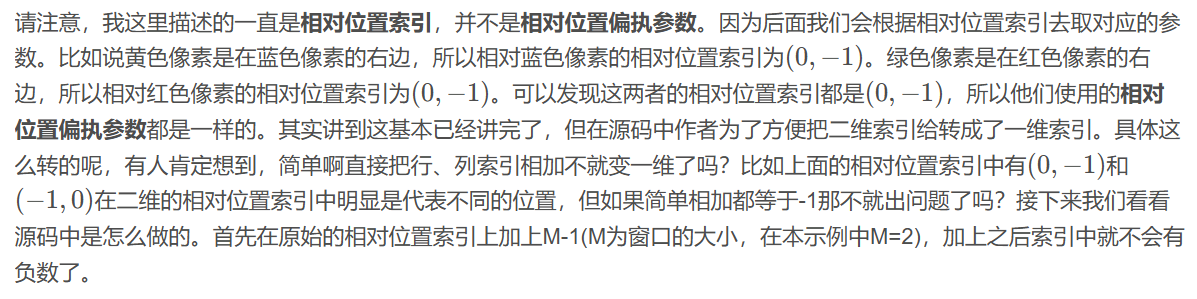 请注意，我这里描述的一直是相对位置索引，并不是相对位置偏执参数。因为后面我们会根据相对位置索引去取对应的参
数。比如说黄色像素是在蓝色像素的右边，所以相对蓝色像素的相对位置索引为(0, −1)。绿色像素是在红色像素的右
边，所以相对红色像素的相对位置索引为(0, −1)。可以发现这两者的相对位置索引都是(0, −1)，所以他们使用的相对
位置偏执参数都是一样的。其实讲到这基本已经讲完了，但在源码中作者为了方便把二维索引给转成了一维索引。具体这
么转的呢，有人肯定想到，简单啊直接把行、列索引相加不就变一维了吗？比如上面的相对位置索引中有(0, −1)和
(−1, 0)在二维的相对位置索引中明显是代表不同的位置，但如果简单相加都等于-1那不就出问题了吗？接下来我们看看
源码中是怎么做的。首先在原始的相对位置索引上加上M-1(M为窗口的大小，在本示例中M=2)，加上之后索引中就不会有
负数了。